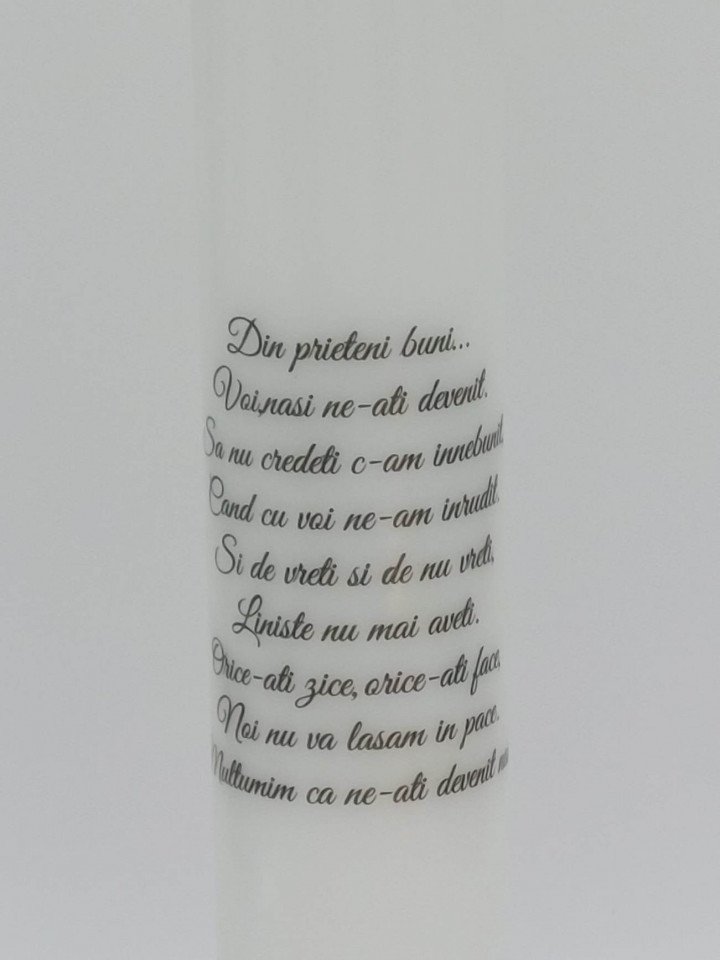 Din prieteni buni...
Voi,nasi ne-ati devenit.
Sa nu credeti c-am innebunit,
Cand cu voi ne-am inrudit.
Si de vreti si de nu vreti,
Liniste nu mai aveti.
Orice-ati zice, orice-ati face,
Noi nu va lasam in pace.
Multumim ca ne-ati devenit